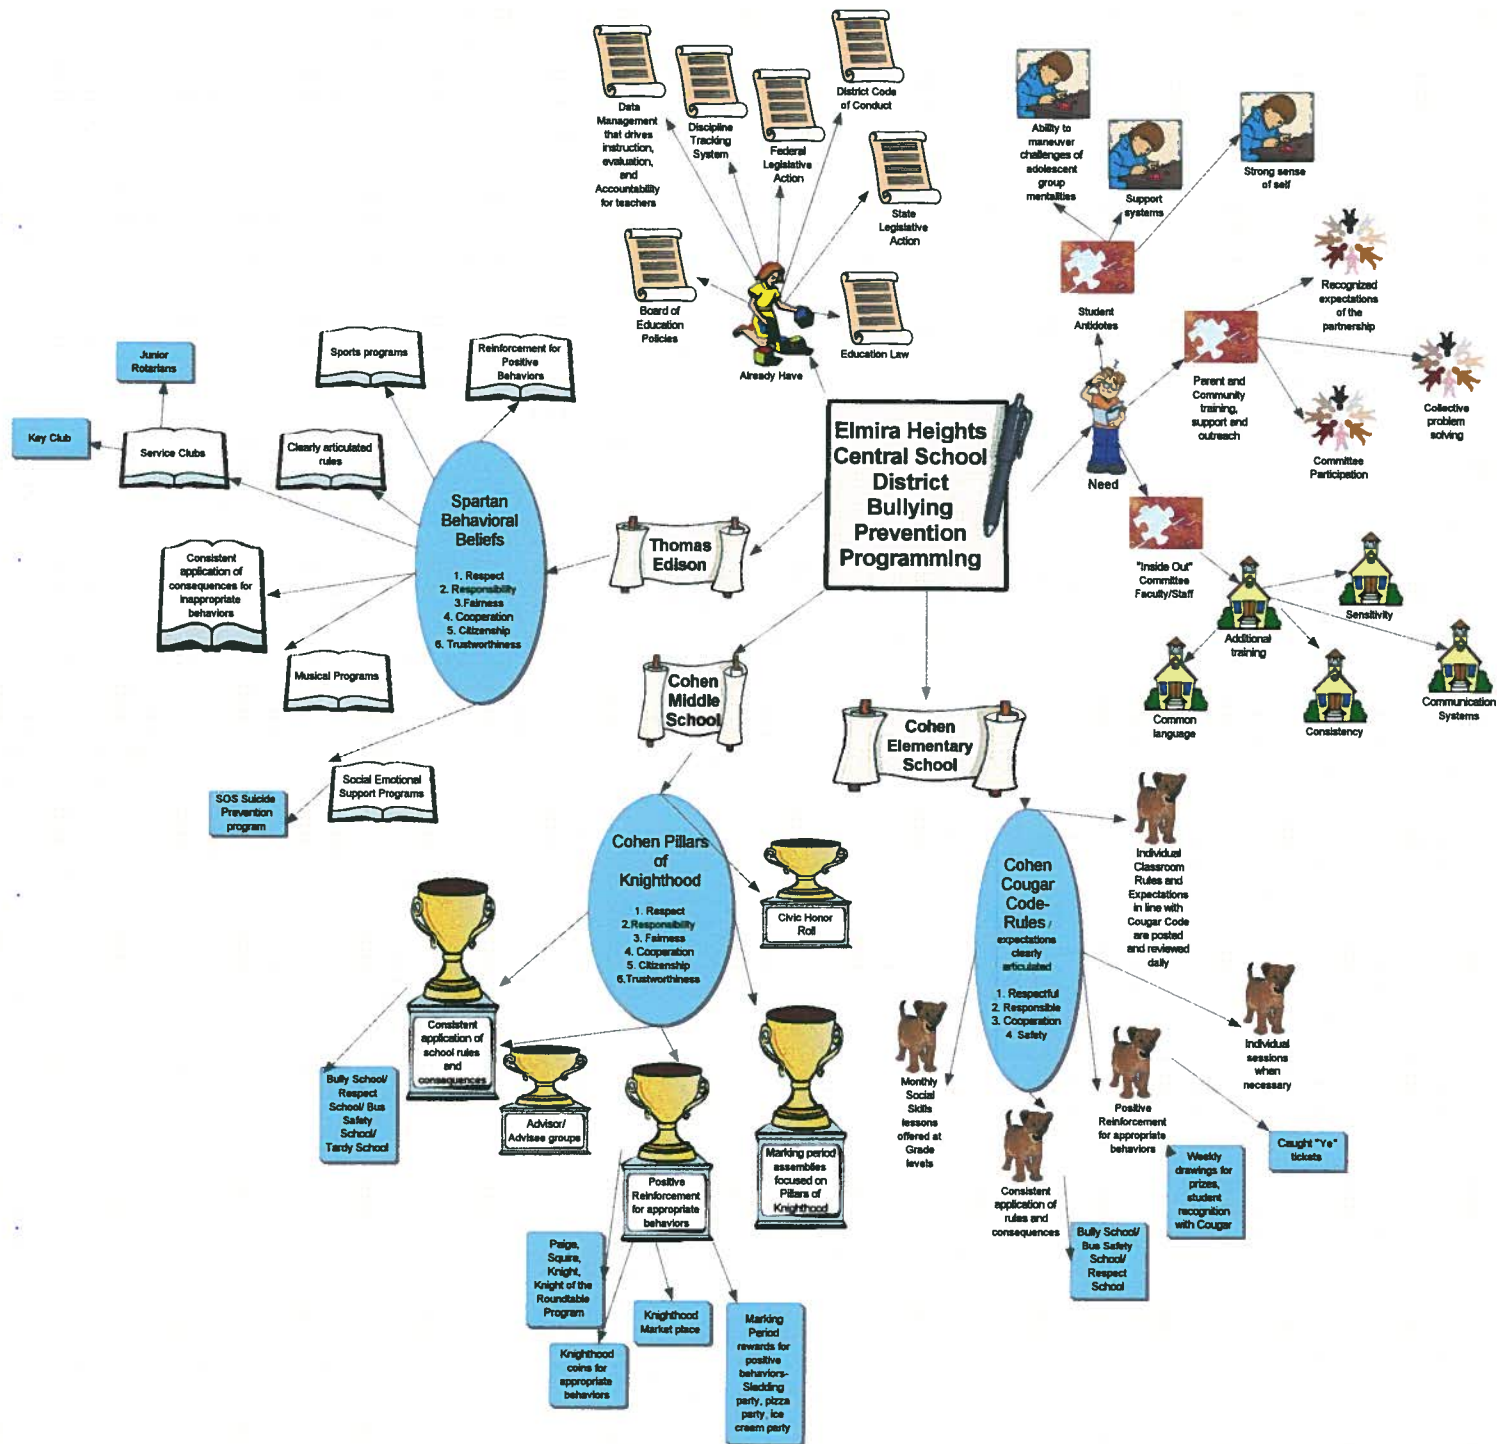 Data
Management
that drives
instruction,
evaluation,
and
Accountability
for teachers
Discipline
Tracking
System
Federal
Legislative
Action
District Code
of Conduct
State
Legislative
Action
Board of
Education
Policies
Education Law
Already Have
Ability to
maneuver
challenges of
adolescent
group
mentalities
Support
systems
Strong sense
of self
Student
Antidotes
Recognized
expectations
of the
partnership
Parent and
Community
training,
support and
outreach
Collective
problem
solving
Committee
Participation
Need
"Inside Out"
Committee
Faculty/Staff
Additional
training
Sensitivity
Common
language
Consistency
Communication
Systems
Elmira Heights
Central School
District
Bullying
Prevention
Programming
Junior
Rotarians
Key Club
Service Clubs
Sports programs
Reinforcement for
Positive
Behaviors
Clearly articulated
rules
Consistent
application of
consequences for
inappropriate
behaviors
Musical Programs
Social Emotional
Support Programs
SOS Suicide
Prevention
program
Spartan
Behavioral
Beliefs
1. Respect
2. Responsibility
3.Fairness
4. Cooperation
5. Citizenship
6. Trustworthiness
Thomas
Edison
Cohen
Middle
School
Cohen
Elementary
School
Cohen Pillars
of
Knighthood
1. Respect
2.Responsibility
3. Fairness
4. Cooperation
5. Citizenship
6.Trustworthiness
Civic Honor
Roll
Consistent
application of
school rules
and
consequences
Bully School/
Respect
School/ Bus
Safety
School/
Tardy School
Advisor/
Advisee groups
Positive
Reinforcement
for appropriate
behaviors
Marking period
assemblies
focused on
Pillars of
Knighthood
Paige,
Squire,
Knight,
Knight of the
Roundtable
Program
Knighthood
coins for
appropriate
behaviors
Knighthood
Market place
Marking
Period
rewards for
positive
behaviors-
Sledding
party, pizza
party, ice
cream party
Cohen
Cougar
Code-
Rules /
expectations
clearly
articulated
1. Respectful
2. Responsible
3. Cooperation
4. Safety
Individual
Classroom
Rules and
Expectations
in line with
Cougar Code
are posted
and reviewed
daily
Individual
sessions
when
necessary
Monthly
Social
Skills
lessons
offered at
Grade
levels
Consistent
application of
rules and
consequences
Positive
Reinforcement
for appropriate
behaviors
Bully School/
Bus Safety
School/
Respect
School
Weekly
drawings for
prizes,
student
recognition
with Cougar
Caught "Ya"
tickets